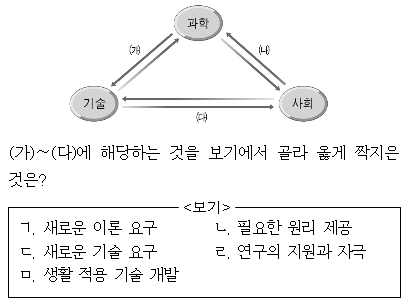 과학
(가)
(나)
기술
사회
(다)
(가)~(다)에 해당하는 것을 보기에서 골라 옳게 짝지은
것은?
<보기>
ㄱ. 새로운 이론 요구 ㄴ. 필요한 원리 제공
ㄷ. 새로운 기술 요구 ㄹ. 연구의 지원과 자극
ㅁ. 생활 적용 기술 개발